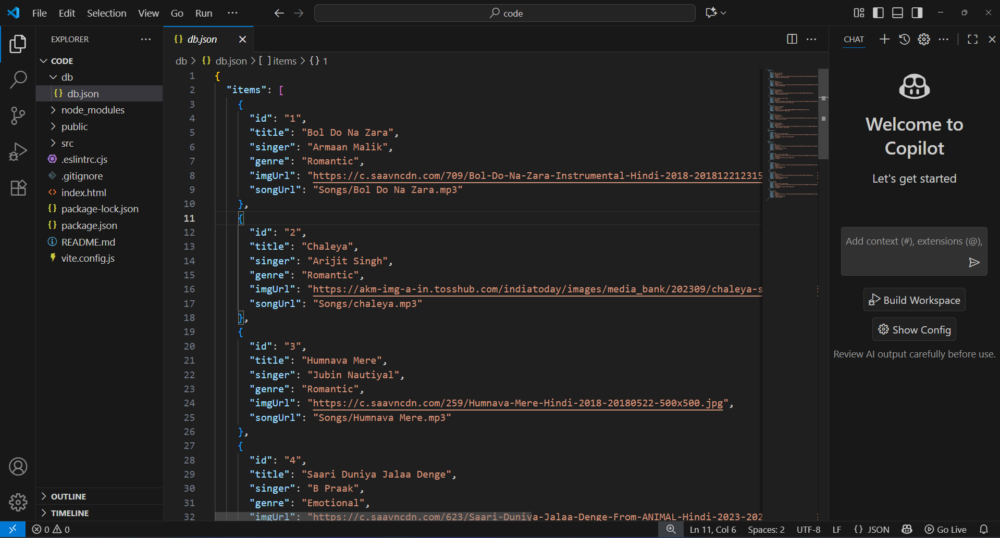 File Edit Selection View Go Run ···
code
EXPLORER ···
CODE
db
db.json
node_modules
public
src
.eslintrc.cjs
.gitignore
index.html
package-lock.json
package.json
README.md
vite.config.js
OUTLINE
TIMELINE
{} db.json
db > {} db.json > [ ] items > {} 1
1 {
2 "items": [
3 {
4 "id": "1",
5 "title": "Bol Do Na Zara",
6 "singer": "Armaan Malik",
7 "genre": "Romantic",
8 "imgUrl": "https://c.saavncdn.com/709/Bol-Do-Na-Zara-Instrumental-Hindi-2018-201812212315
9 "songUrl": "Songs/Bol Do Na Zara.mp3"
10 },
11 {
12 "id": "2",
13 "title": "Chaleya",
14 "singer": "Arijit Singh",
15 "genre": "Romantic",
16 "imgUrl": "https://akm-img-a-in.tosshub.com/indiatoday/images/media_bank/202309/chaleya-s
17 "songUrl": "Songs/chaleya.mp3"
18 },
19 {
20 "id": "3",
21 "title": "Humnava Mere",
22 "singer": "Jubin Nautiyal",
23 "genre": "Romantic",
24 "imgUrl": "https://c.saavncdn.com/259/Humnava-Mere-Hindi-2018-20180522-500x500.jpg",
25 "songUrl": "Songs/Humnava Mere.mp3"
26 },
27 {
28 "id": "4",
29 "title": "Saari Duniya Jalaa Denge",
30 "singer": "B Praak",
31 "genre": "Emotional",
32 "imgUrl": "https://c.saavncdn.com/623/Saari-Duniya-Jalaa-Denge-From-ANIMAL-Hindi-2023-202
CHAT
Welcome to
Copilot
Let's get started
Add context (#), extensions (@),
Build Workspace
Show Config
Review AI output carefully before use.
0 0 Ln 11, Col 6 Spaces: 2 UTF-8 LF {} JSON Go Live